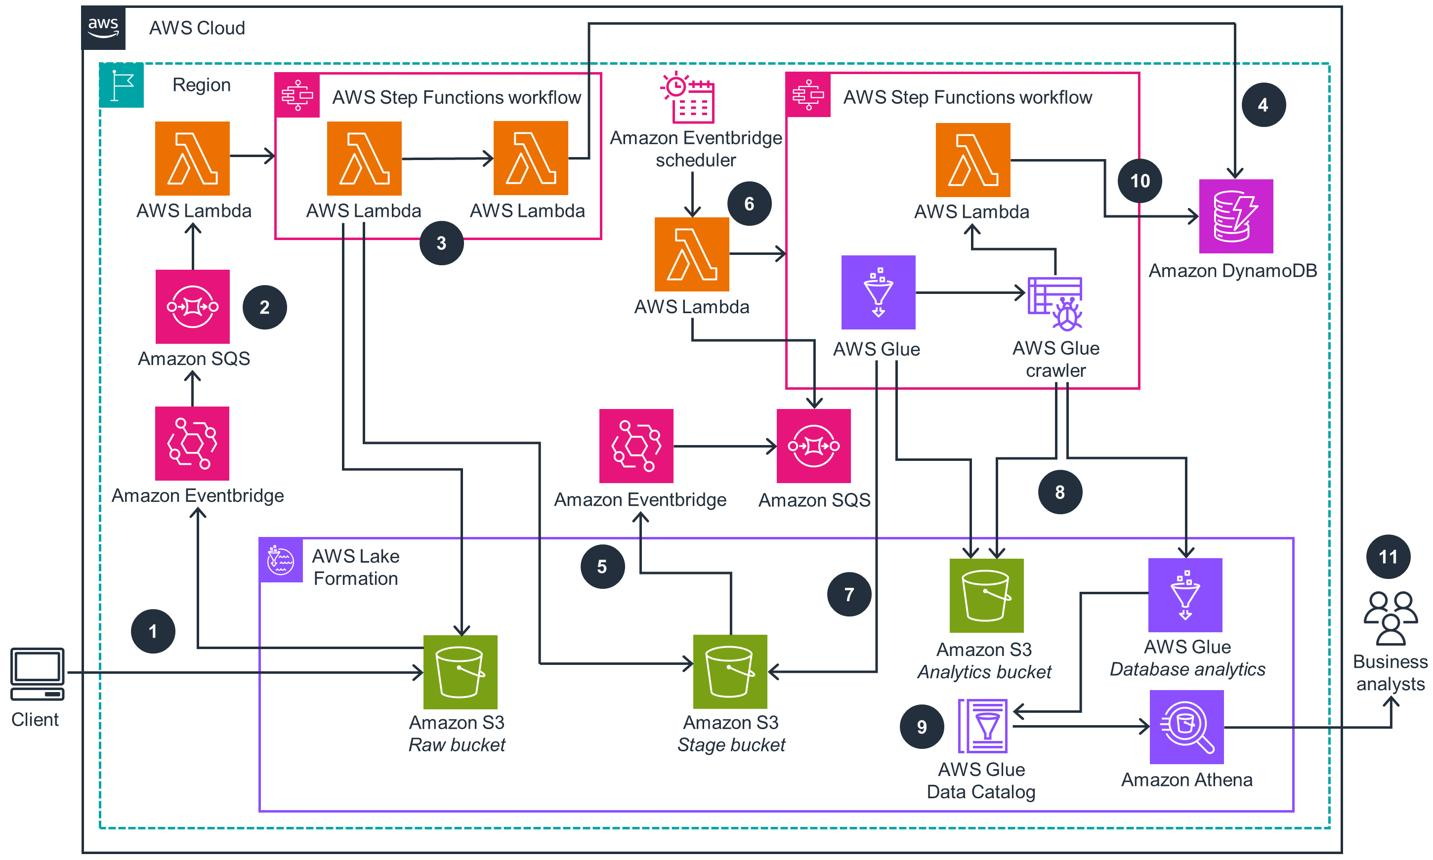 aws
AWS Cloud
Region
AWS Step Functions workflow
AWS Lambda
AWS Lambda
AWS Lambda
3
Amazon Eventbridge
scheduler
6
AWS Lambda
AWS Step Functions workflow
AWS Lambda
10
4
Amazon DynamoDB
AWS Glue
AWS Glue
crawler
2
Amazon SQS
Amazon Eventbridge
Amazon Eventbridge
Amazon SQS
8
AWS Lake
Formation
5
7
11
1
Client
Amazon S3
Raw bucket
Amazon S3
Stage bucket
Amazon S3
Analytics bucket
AWS Glue
Database analytics
Business
analysts
9
AWS Glue
Data Catalog
Amazon Athena